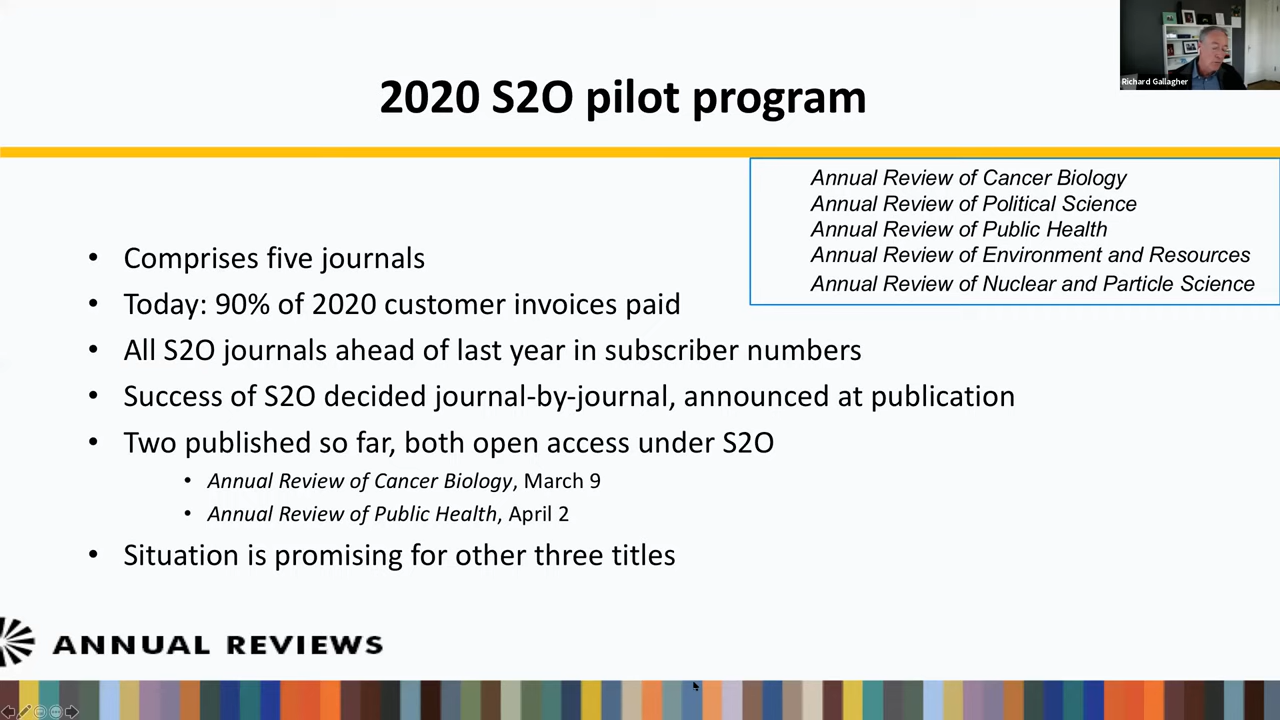 Richard Gallagher
2020 S2O pilot program
Annual Review of Cancer Biology
Annual Review of Political Science
Annual Review of Public Health
Annual Review of Environment and Resources
Annual Review of Nuclear and Particle Science
• Comprises five journals
• Today: 90% of 2020 customer invoices paid
• All S2O journals ahead of last year in subscriber numbers
• Success of S2O decided journal-by-journal, announced at publication
• Two published so far, both open access under S2O
• Annual Review of Cancer Biology, March 9
• Annual Review of Public Health, April 2
• Situation is promising for other three titles
ANNUAL REVIEWS